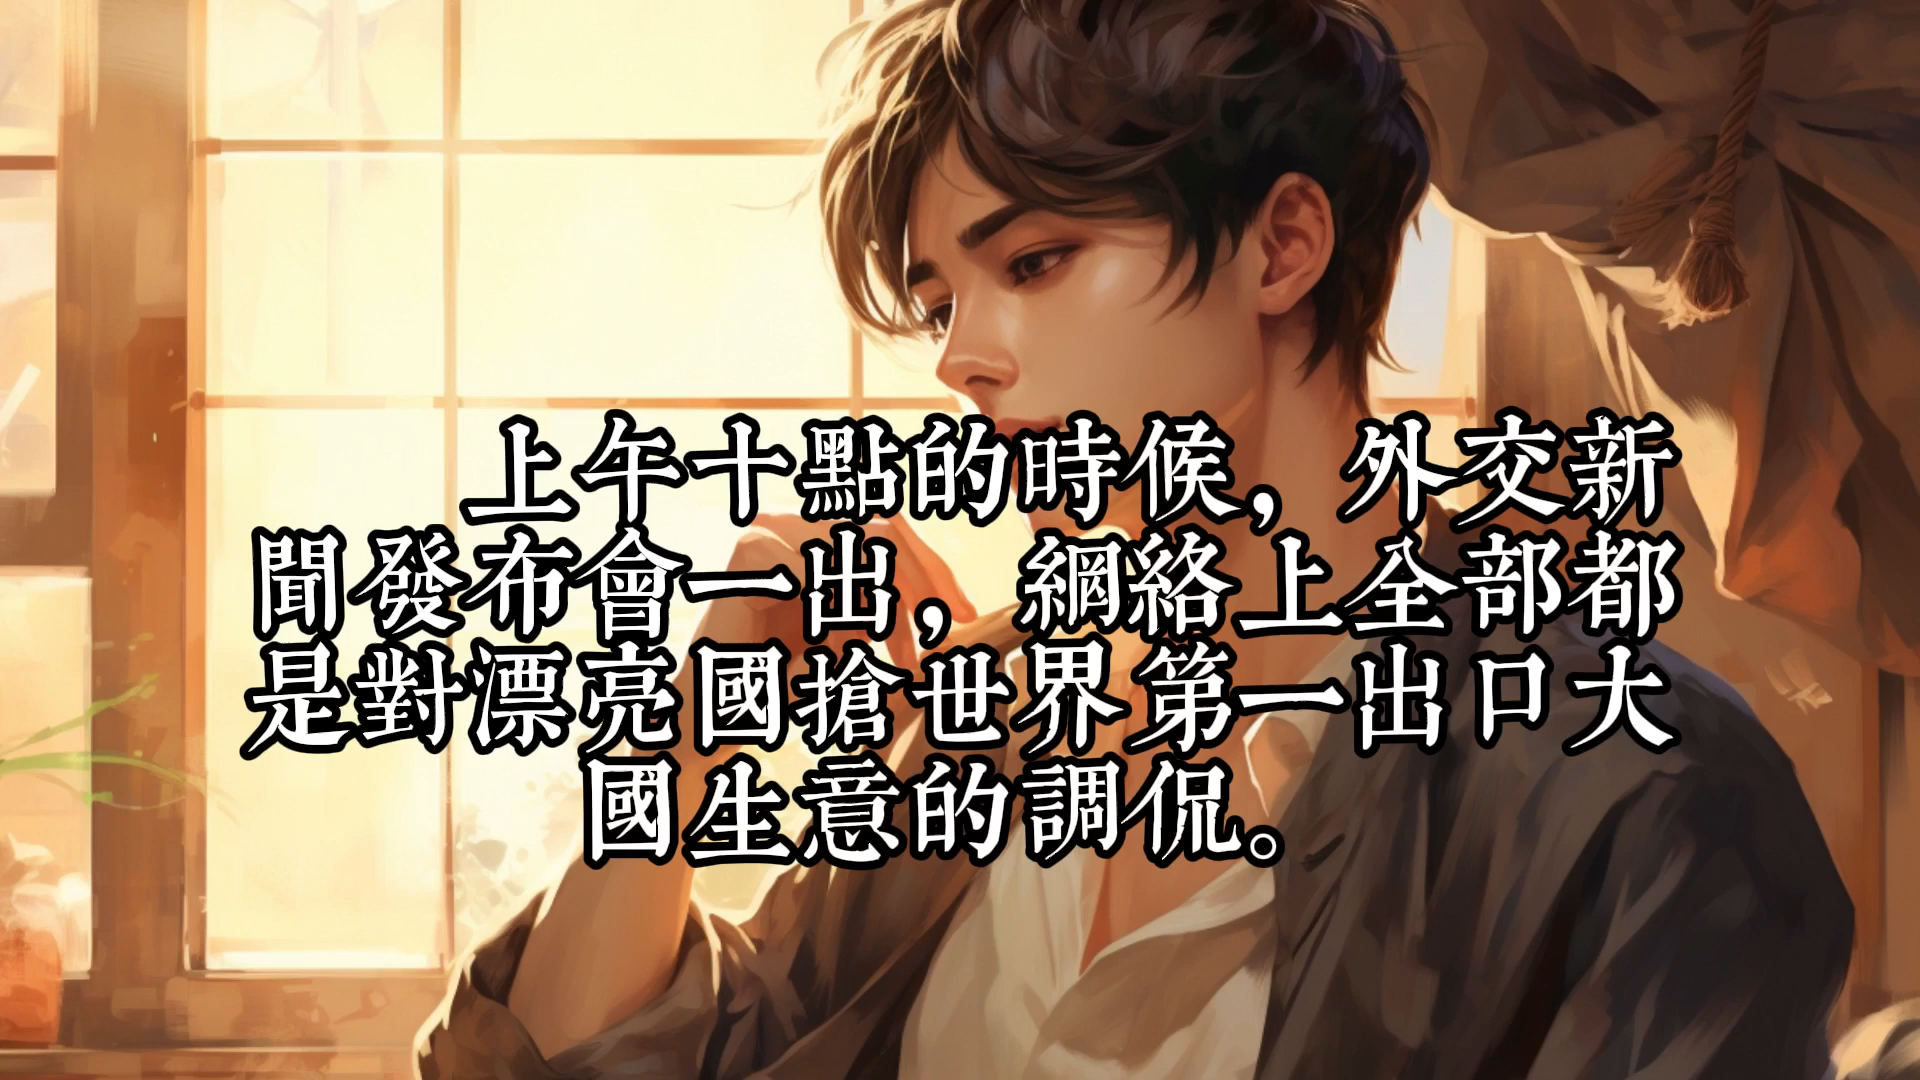 上午十點的時候，外交新
聞發布會一出，網絡上全部都
是對漂亮國搶世界第一出口大
國生意的調侃。